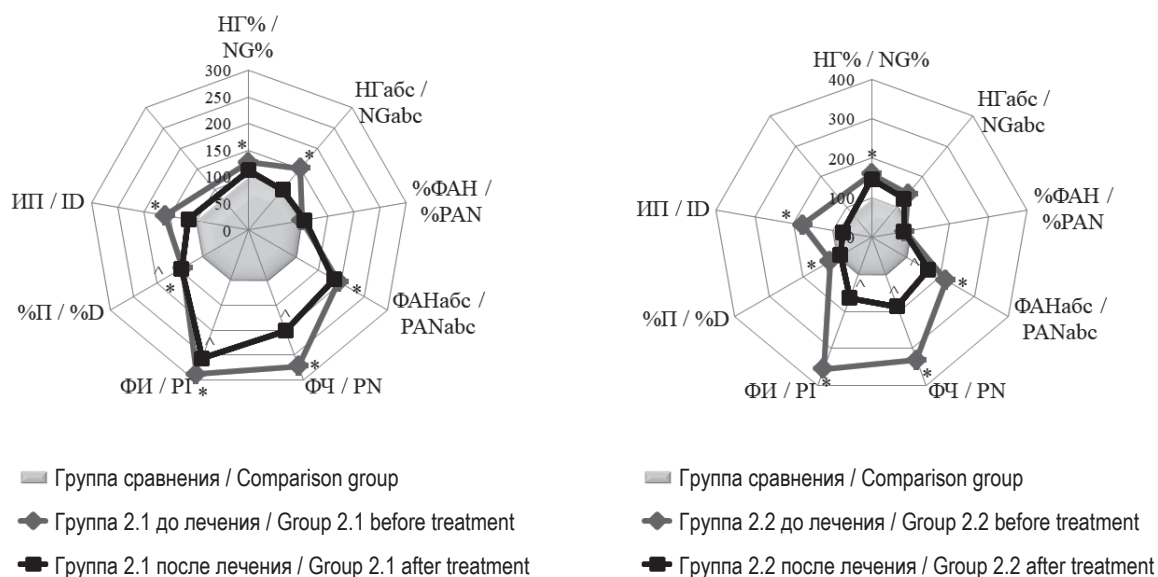 НГ% /
NG%
300
250
200
150
100
50
0
НГабс /
NGabc
%ФАН /
%PAN
ФАНабс /
PANabc
ФЧ / PN
ФИ / PI
%П / %D
ИП / ID
* * * * * * * ^ ^ ^
Группа сравнения / Comparison group
Группа 2.1 до лечения / Group 2.1 before treatment
Группа 2.1 после лечения / Group 2.1 after treatment
НГ% / NG%
400
300
200
100
0
НГабс /
NGabc
%ФАН /
%PAN
ФАНабс /
PANabc
ФЧ / PN
ФИ / PI
%П / %D
ИП / ID
* * * * * * ^ ^ ^
Группа сравнения / Comparison group
Группа 2.2 до лечения / Group 2.2 before treatment
Группа 2.2 после лечения / Group 2.2 after treatment